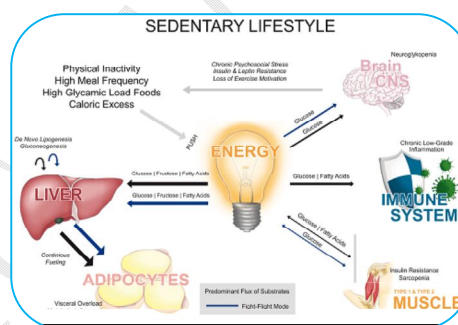 SEDENTARY LIFESTYLE
Neuroglykopenia
Physical Inactivity
High Meal Frequency
High Glycamic Load Foods
Caloric Excess
Chronic Psychosocial Stress
Insulin & Leptin Resistance
Loss of Exercise Motivation
Brain
CNS
PUSH
Glucose
Glucose
De Novo Lipogenesis
Gluconeogenesis
ENERGY
Chronic Low-Grade
Inflammation
Glucose | Fructose | Fatty Acids
Glucose | Fatty Acids
LIVER
Glucose | Fructose | Fatty Acids
IMMUNE
SYSTEM
Glucose | Fatty Acids
Glucose
Continious
Fueling
ADIPOCYTES
Insulin Resistance
Sarcopenia
Predominant Flux of Substrates
TYPE 1 & TYPE 2
MUSCLE
Visceral Overload
Fight-Flight Mode